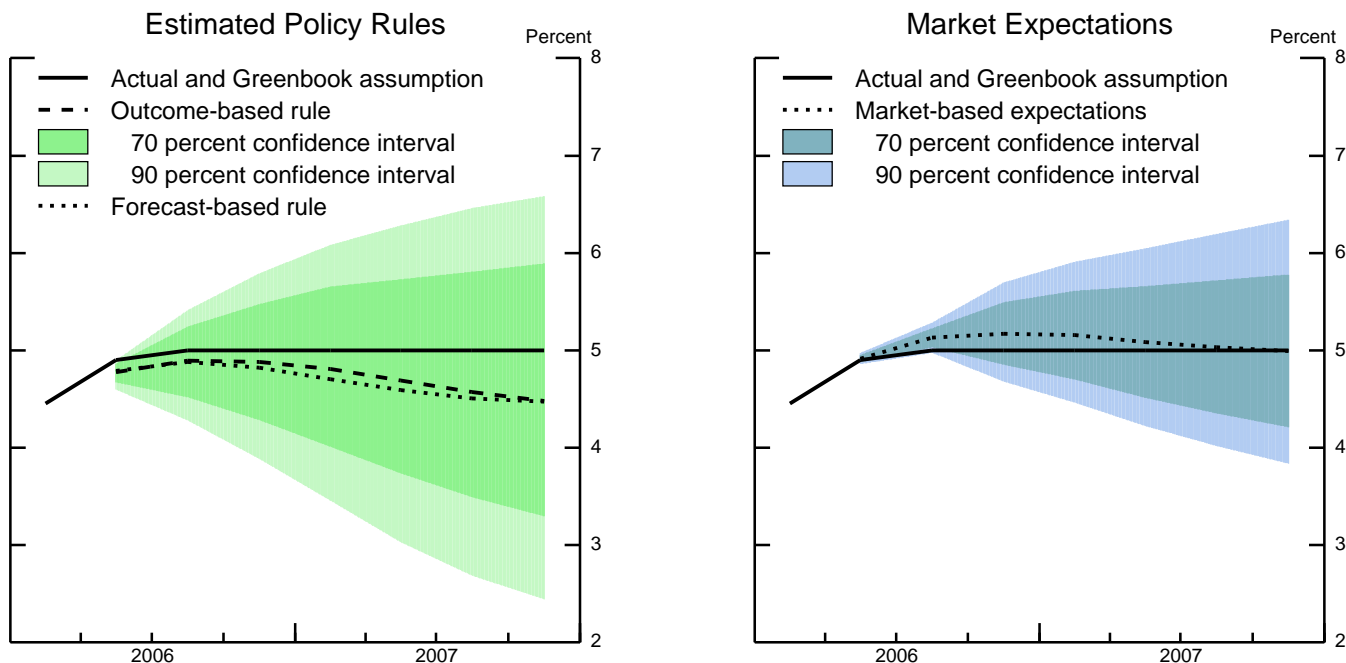 Estimated Policy Rules
Percent
Actual and Greenbook assumption
Outcome-based rule
70 percent confidence interval
90 percent confidence interval
Forecast-based rule
8
7
6
5
4
3
2
2006
2007
Market Expectations
Percent
Actual and Greenbook assumption
Market-based expectations
70 percent confidence interval
90 percent confidence interval
8
7
6
5
4
3
2
2006
2007